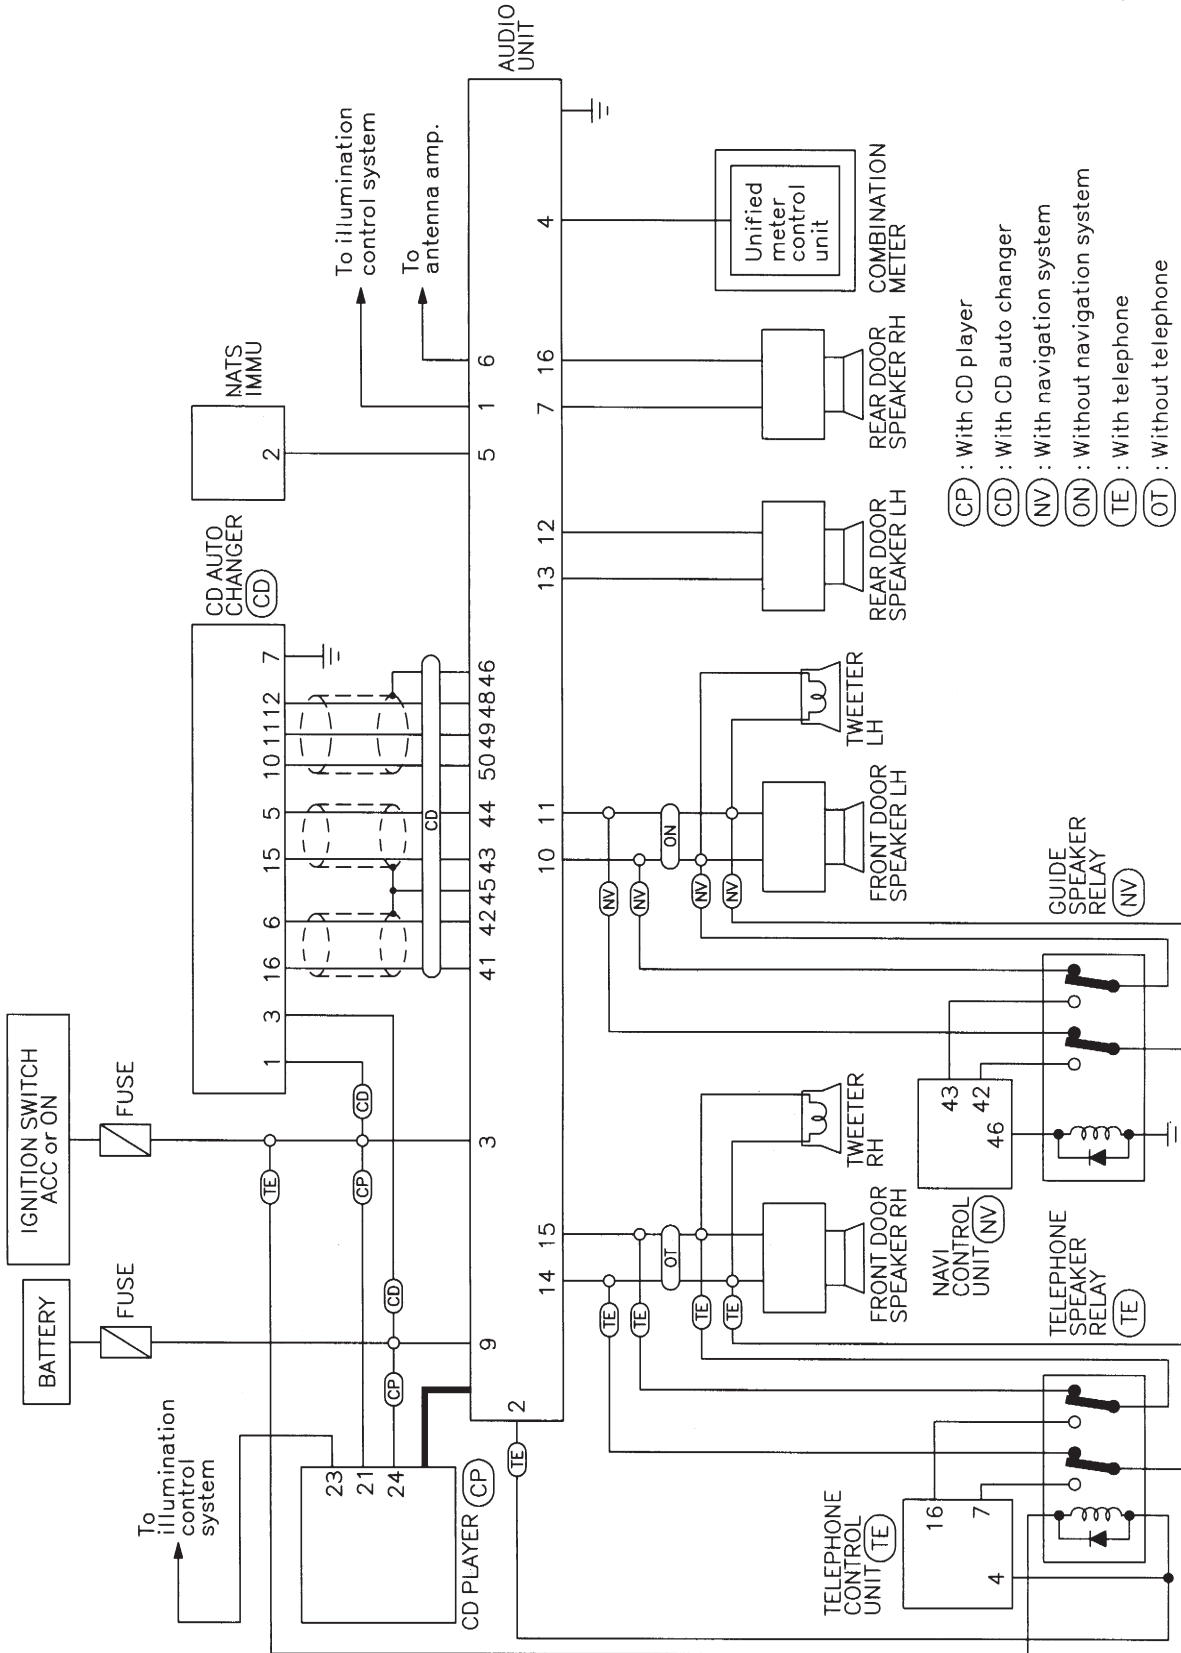 BATTERY
FUSE
IGNITION SWITCH
ACC or ON
FUSE
To
illumination
control
system
CD PLAYER CP
23
21
24
CP
CD
TE
CP
CD
CD AUTO
CHANGER
CD
1
3
16
6
15
5
10
11
12
7
CD
NATS
IMMU
2
To illumination
control system
To
antenna amp.
AUDIO
UNIT
2
9
3
41
42
45
43
44
50
49
48
46
5
1
6
14
15
10
11
13
12
7
16
4
TE
TE
TE
OT
TE
TE
FRONT DOOR
SPEAKER RH
TWEETER
RH
NV
NV
ON
NV
NV
FRONT DOOR
SPEAKER LH
TWEETER
LH
REAR DOOR
SPEAKER LH
REAR DOOR
SPEAKER RH
Unified
meter
control
unit
COMBINATION
METER
TELEPHONE
CONTROL
UNIT TE
16
7
4
TELEPHONE
SPEAKER
RELAY
TE
NAVI
CONTROL
UNIT NV
43
42
46
GUIDE
SPEAKER
RELAY
NV
CP : With CD player
CD : With CD auto changer
NV : With navigation system
ON : Without navigation system
TE : With telephone
OT : Without telephone